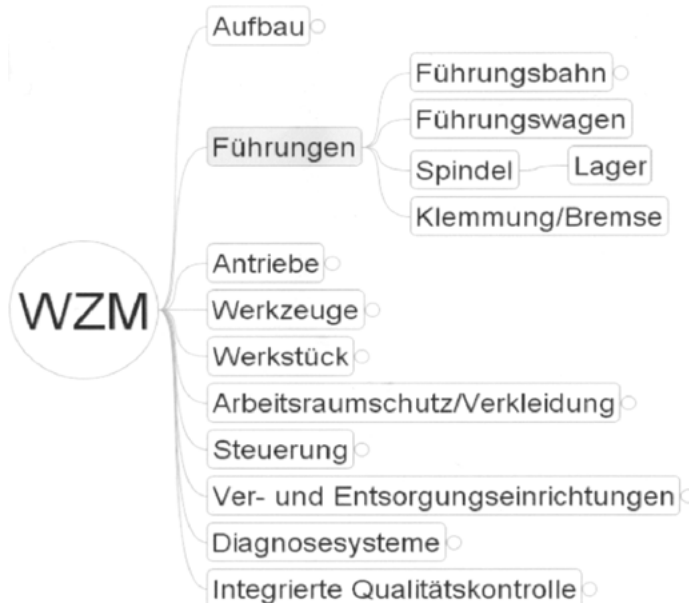 WZM
Aufbau
Führungen
Führungsbahn
Führungswagen
Spindel
Lager
Klemmung/Bremse
Antriebe
Werkzeuge
Werkstück
Arbeitsraumschutz/Verkleidung
Steuerung
Ver- und Entsorgungseinrichtungen
Diagnosesysteme
Integrierte Qualitätskontrolle